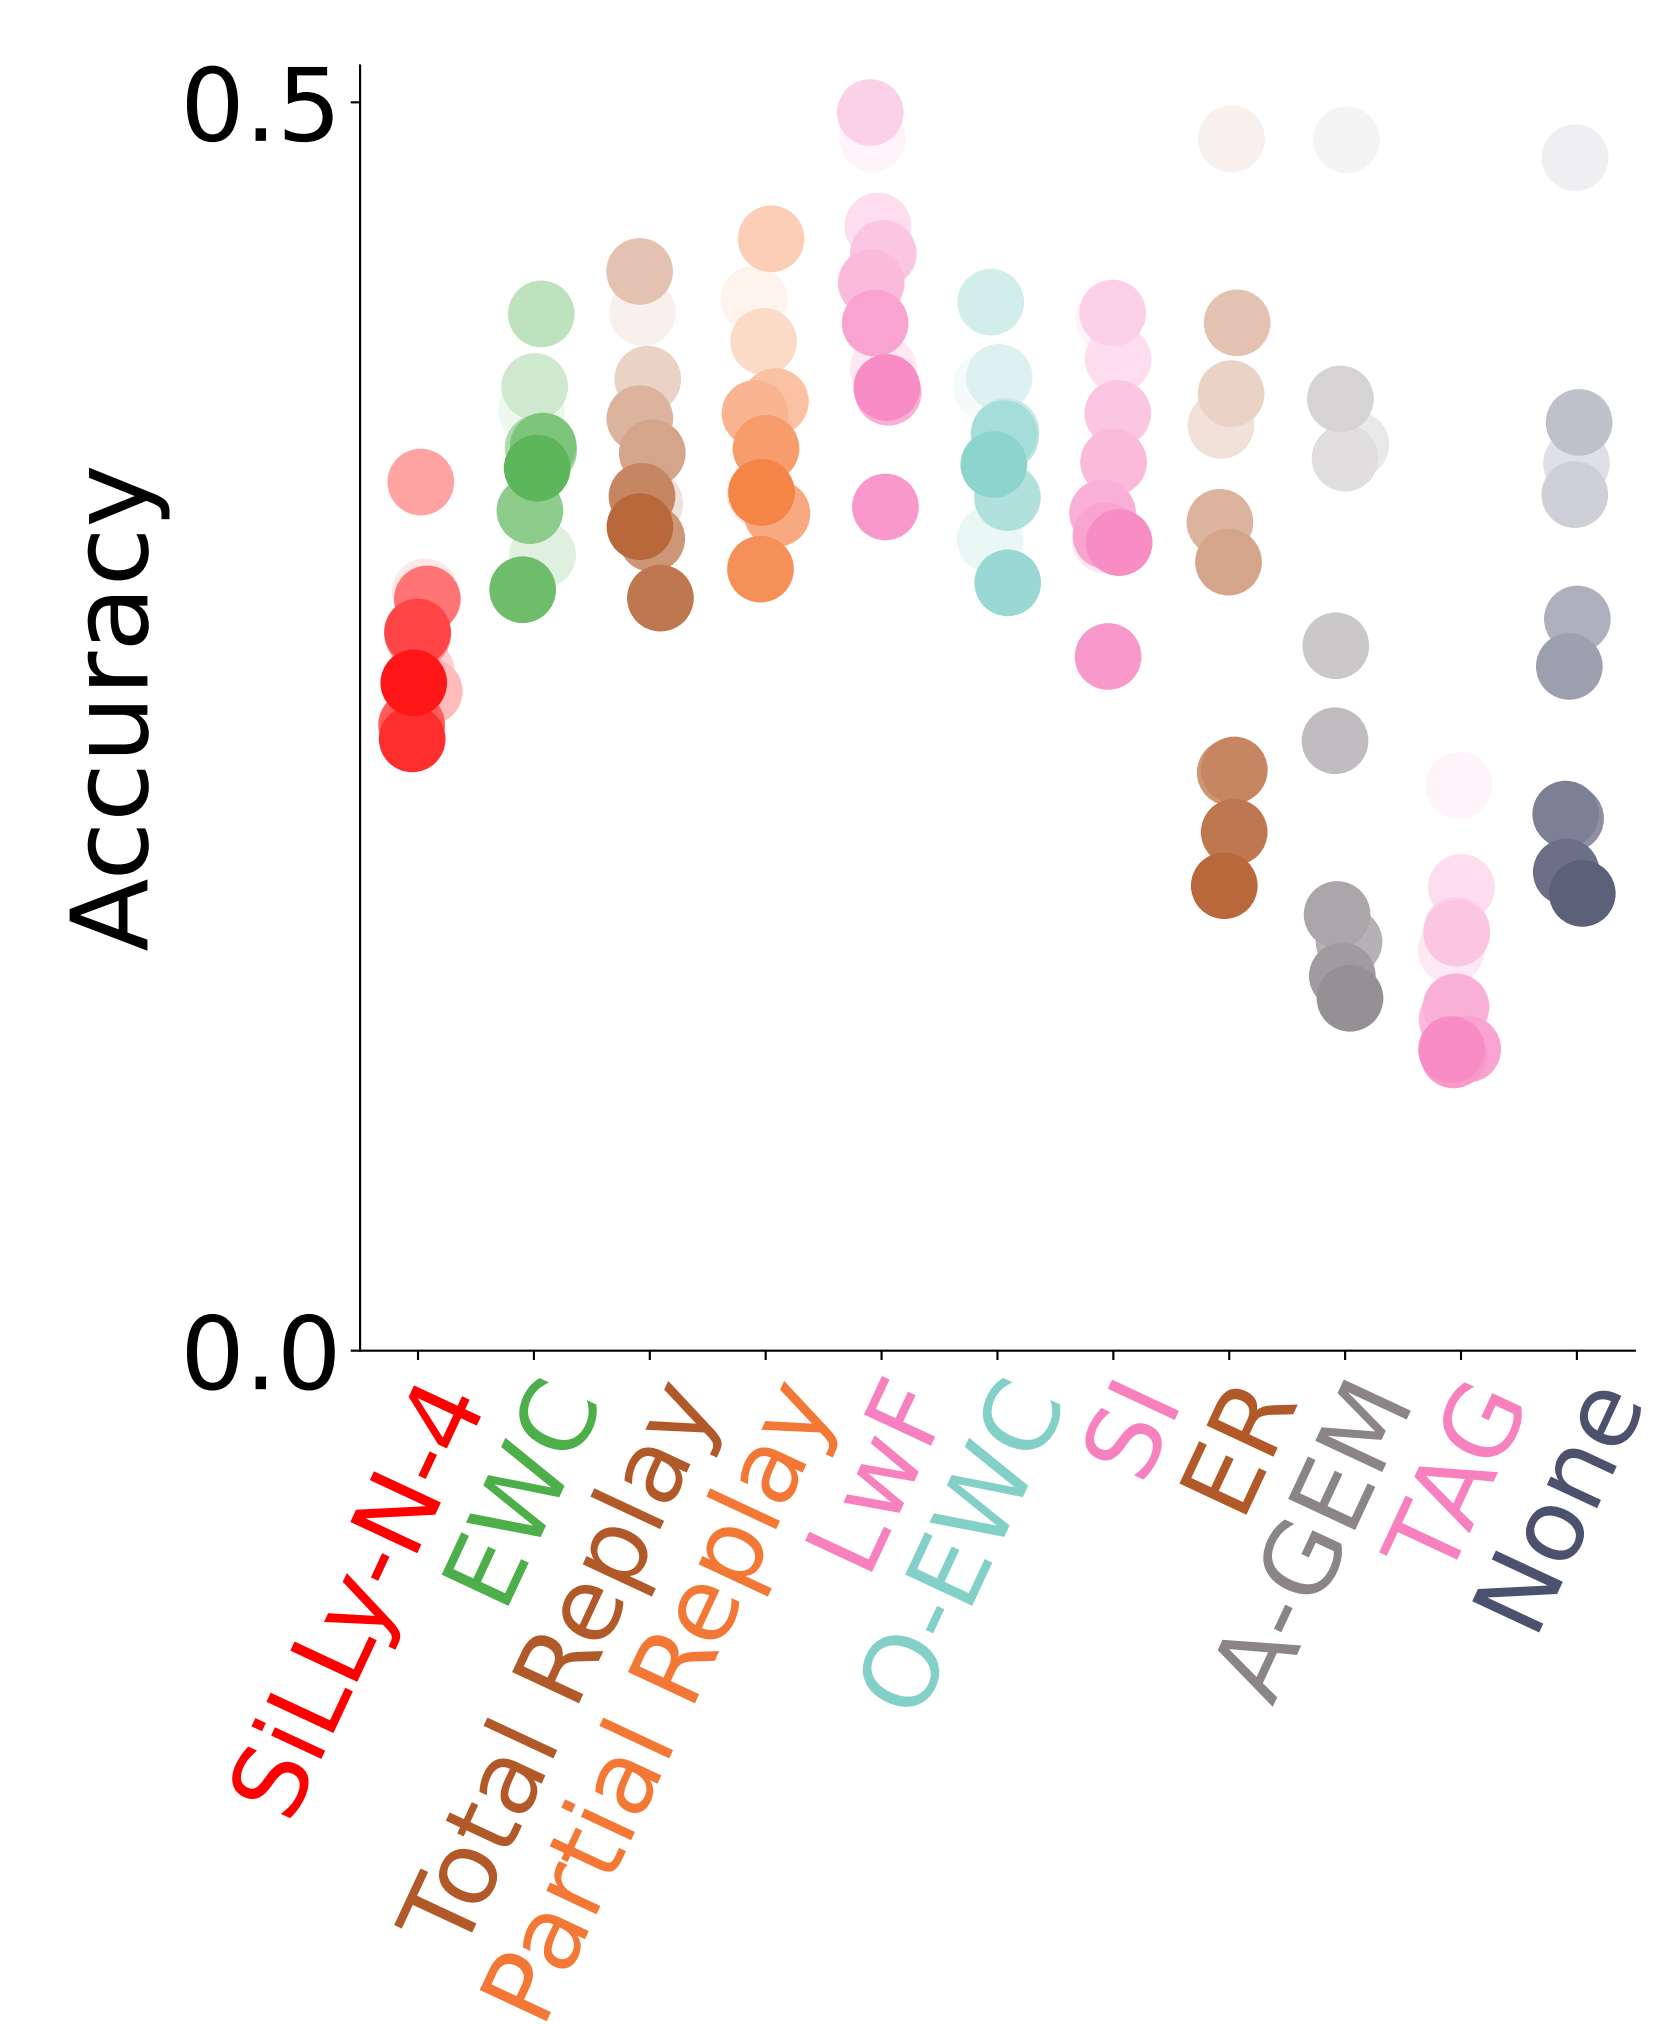 0.5
Accuracy
0.0
SiLLy-N-4
EWC
Total Replay
Partial Replay
LwF
O-EWC
SI
ER
A-GEM
TAG
None